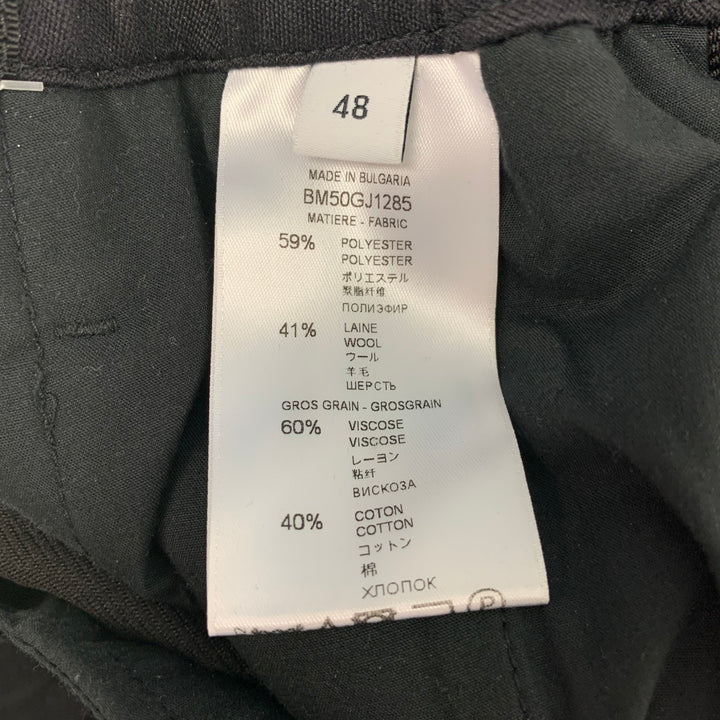 48
MADE IN BULGARIA
BM50GJ1285
MATIERE - FABRIC
59% POLYESTER
POLYESTER
ポリエステル
聚脂纤维
ПОЛИЭФИР
41% LAINE
WOOL
ウール
羊毛
ШЕРСТЬ
GROS GRAIN - GROSGRAIN
60% VISCOSE
VISCOSE
レーヨン
粘纤
ВИСКОЗА
40% COTON
COTTON
コットン
棉
ХЛОПОК
P